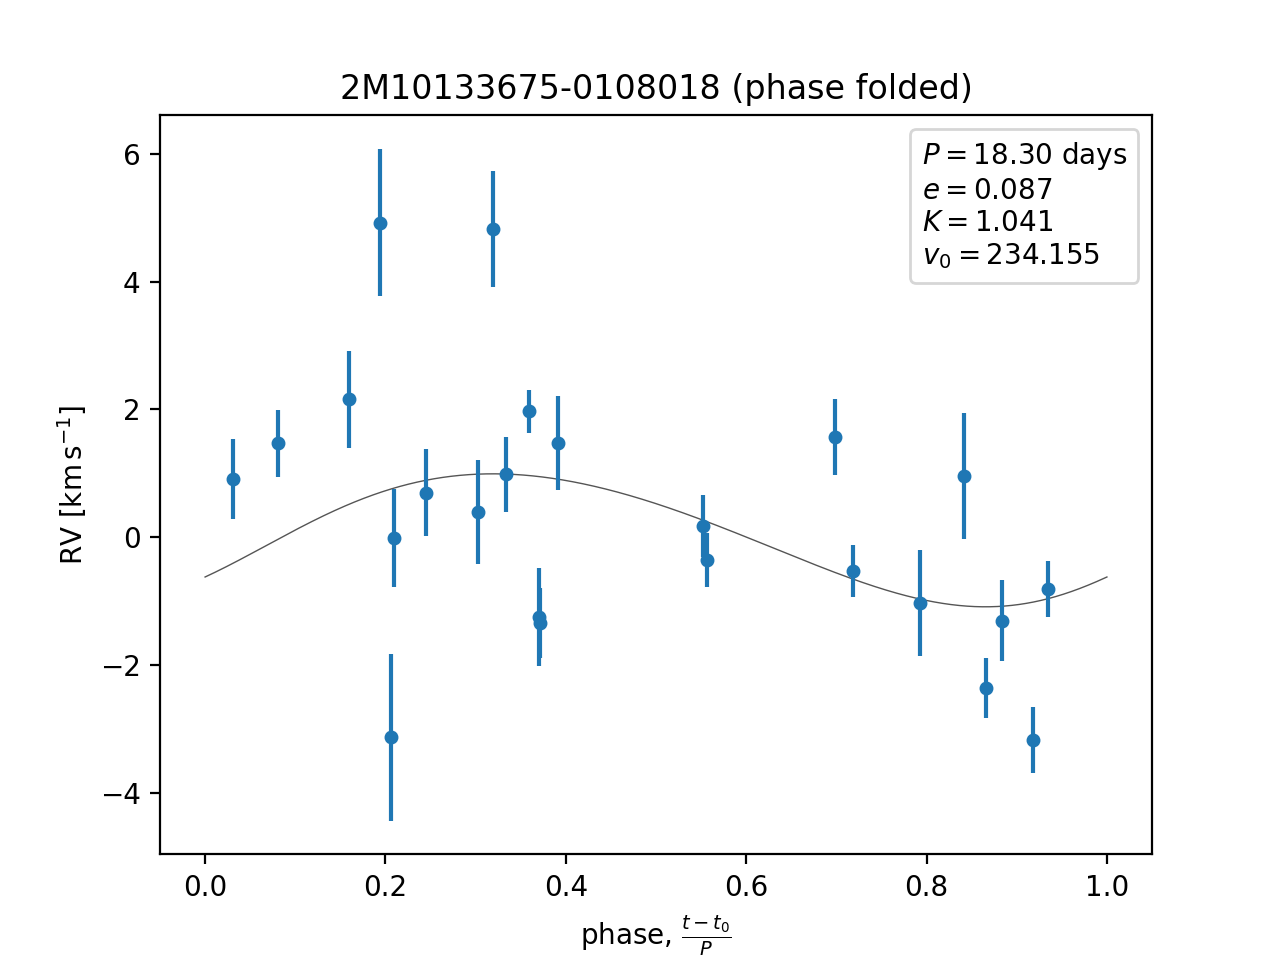 2M10133675-0108018 (phase folded)
P = 18.30 days
e = 0.087
K = 1.041
v₀ = 234.155
RV [km s⁻¹]
6
4
2
0
−2
−4
0.0 0.2 0.4 0.6 0.8 1.0
phase, (t − t₀)/P